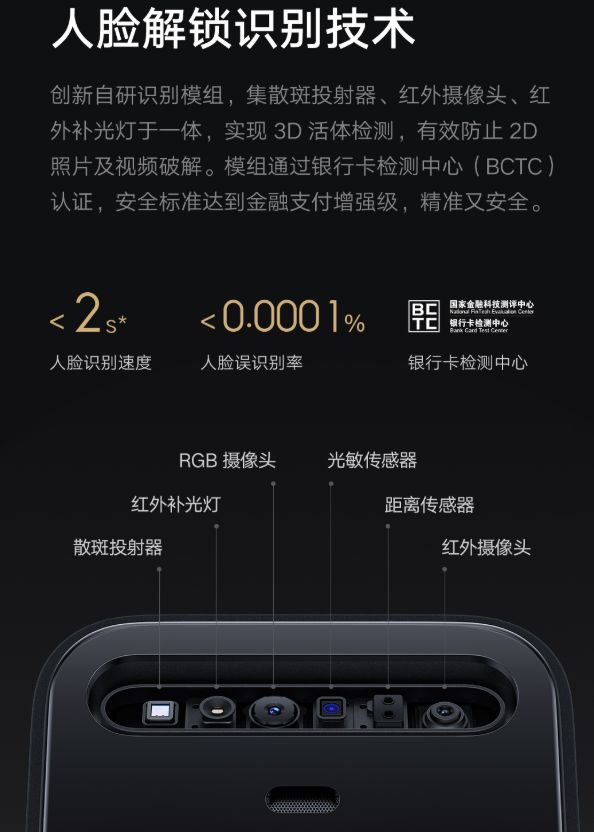 人脸解锁识别技术
创新自研识别模组，集散斑投射器、红外摄像头、红
外补光灯于一体，实现 3D 活体检测，有效防止 2D
照片及视频破解。模组通过银行卡检测中心（BCTC）
认证，安全标准达到金融支付增强级，精准又安全。
< 2 s*
人脸识别速度
< 0.0001%
人脸误识别率
BC
TC
国家金融科技测评中心
National FinTech Evaluation Center
银行卡检测中心
Bank Card Test Center
银行卡检测中心
RGB 摄像头
光敏传感器
红外补光灯
距离传感器
散斑投射器
红外摄像头